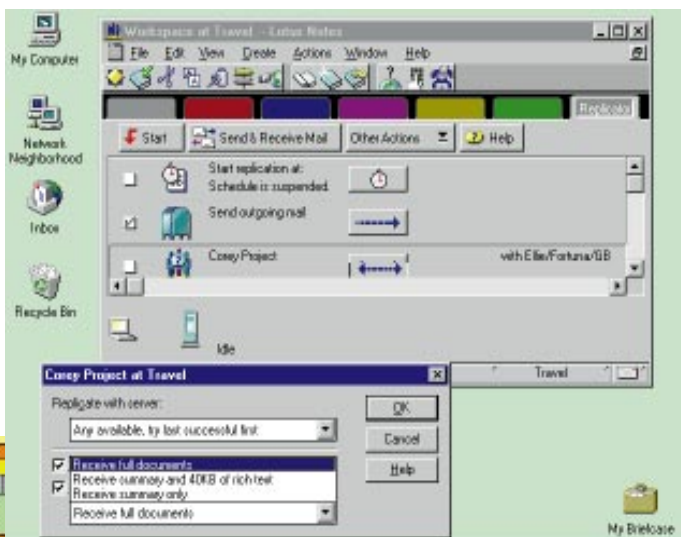 My Computer
Network
Neighborhood
Inbox
Recycle Bin
Workspace at Travel - Lotus Notes
File Edit View Create Actions Window Help
Replicator
Start Send & Receive Mail Other Actions Help
Start replication at:
Schedule is suspended.
Send outgoing mail
Corey Project with Ellie/Fortuna/GB
Idle
Travel
Corey Project at Travel
Replicate with server:
Any available, try last successful first
OK
Cancel
Help
Receive full documents
Receive summary and 40KB of rich text
Receive summary only
Receive full documents
My Briefcase